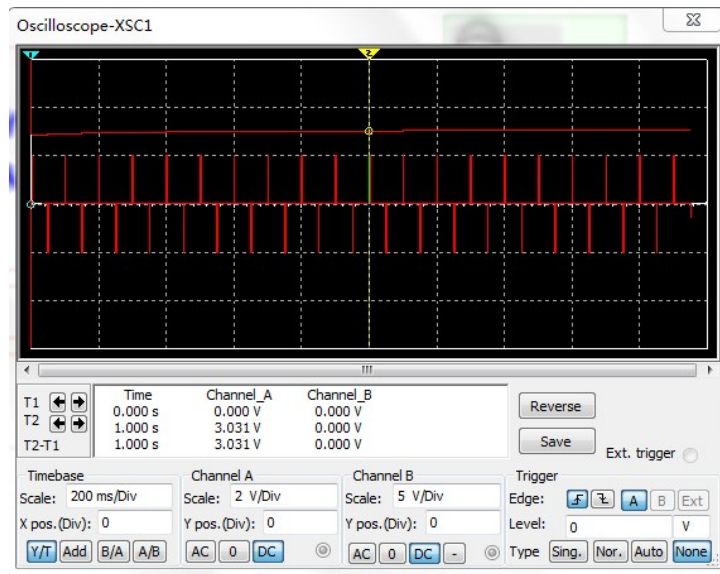 Oscilloscope-XSC1
1 2
Time Channel_A Channel_B
T1 0.000 s 0.000 V 0.000 V
T2 1.000 s 3.031 V 0.000 V
T2-T1 1.000 s 3.031 V 0.000 V
Reverse
Save
Ext. trigger
Timebase
Scale: 200 ms/Div
X pos.(Div): 0
Y/T Add B/A A/B
Channel A
Scale: 2 V/Div
Y pos.(Div): 0
AC 0 DC
Channel B
Scale: 5 V/Div
Y pos.(Div): 0
AC 0 DC -
Trigger
Edge: A B Ext
Level: 0 V
Type Sing. Nor. Auto None